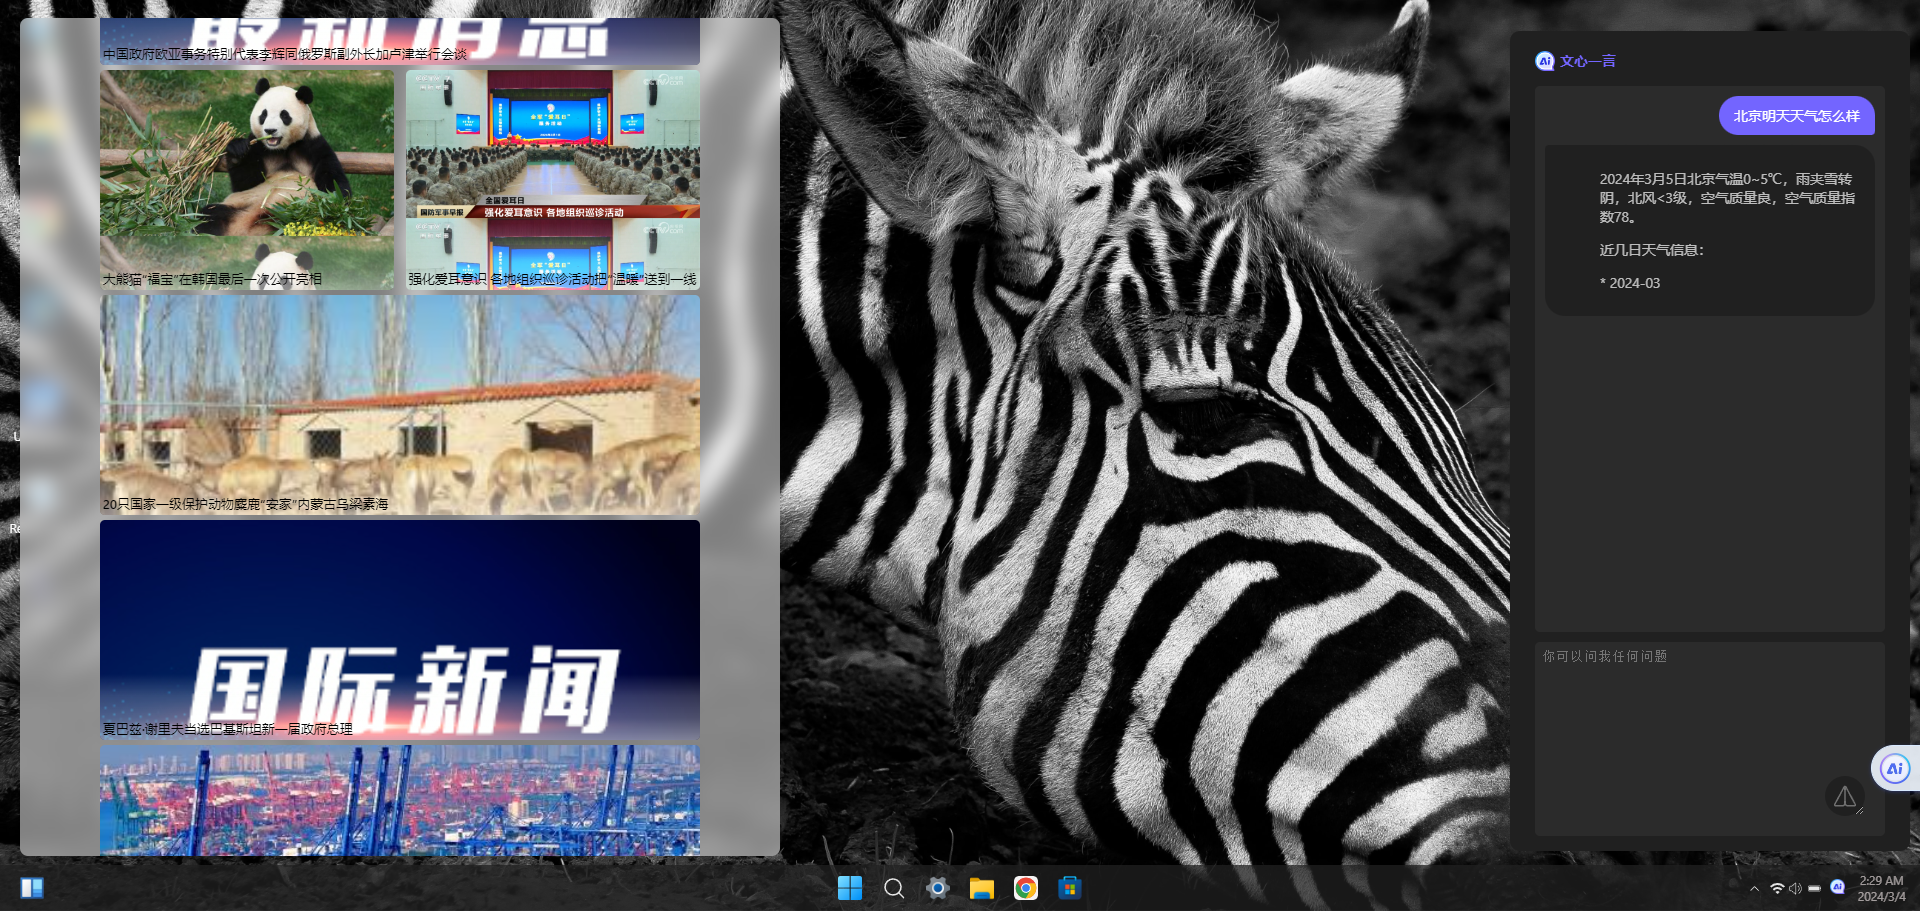 中国政府欧亚事务特别代表李辉同俄罗斯副外长加卢津举行会谈
全军“爱耳日”
全国爱耳日
国防军事早报
强化爱耳意识 各地组织巡诊活动
大熊猫“福宝”在韩国最后一次公开亮相
强化爱耳意识 各地组织巡诊活动把“温暖”送到一线
20只国家一级保护动物麋鹿“安家”内蒙古乌梁素海
国际新闻
夏巴兹·谢里夫当选巴基斯坦新一届政府总理
Ai 文心一言
北京明天天气怎么样
2024年3月5日北京气温0~5℃，雨夹雪转
阴，北风<3级，空气质量良，空气质量指
数78。
近几日天气信息：
* 2024-03
你可以问我任何问题
Ai
U
Re
Ai
2:29 AM
2024/3/4